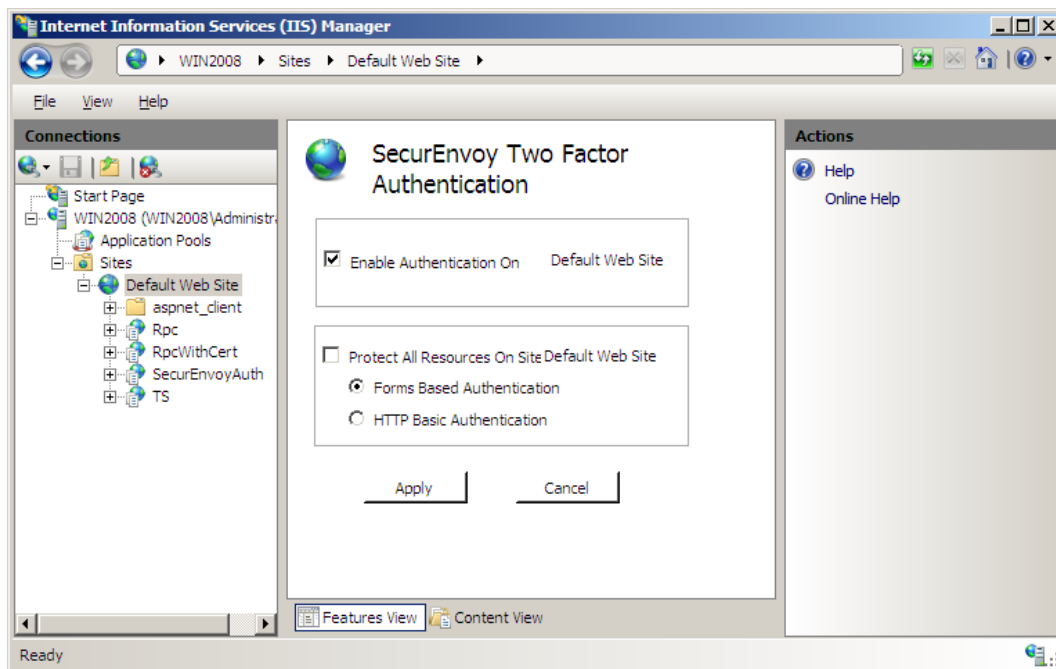 Internet Information Services (IIS) Manager
WIN2008 Sites Default Web Site
File View Help
Connections
Start Page
WIN2008 (WIN2008\Administra
Application Pools
Sites
Default Web Site
aspnet_client
Rpc
RpcWithCert
SecurEnvoyAuth
TS
SecurEnvoy Two Factor
Authentication
Enable Authentication On Default Web Site
Protect All Resources On Site Default Web Site
Forms Based Authentication
HTTP Basic Authentication
Apply Cancel
Features View Content View
Actions
Help
Online Help
Ready